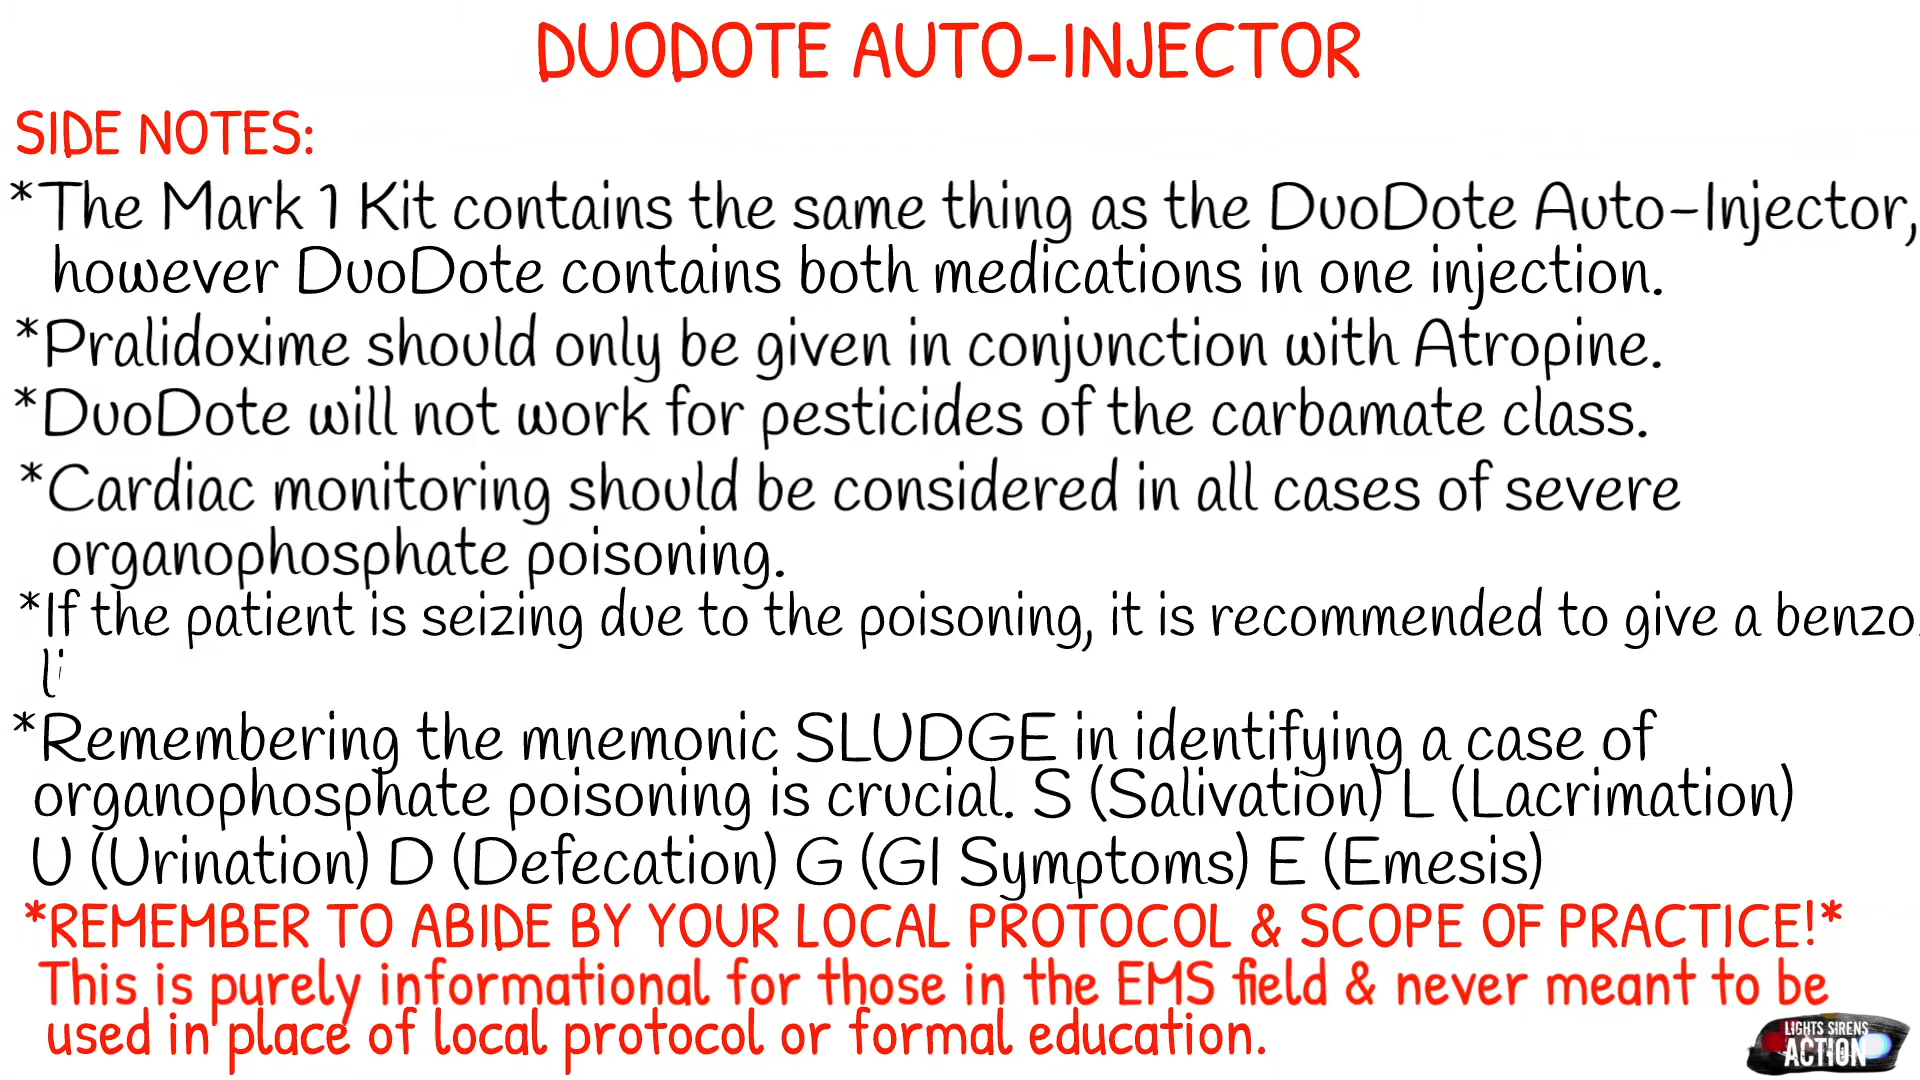 DUODOTE AUTO-INJECTOR
SIDE NOTES:
*The Mark 1 Kit contains the same thing as the DuoDote Auto-Injector,
however DuoDote contains both medications in one injection.
*Pralidoxime should only be given in conjunction with Atropine.
*DuoDote will not work for pesticides of the carbamate class.
*Cardiac monitoring should be considered in all cases of severe
organophosphate poisoning.
*If the patient is seizing due to the poisoning, it is recommended to give a benzo.
li
*Remembering the mnemonic SLUDGE in identifying a case of
organophosphate poisoning is crucial. S (Salivation) L (Lacrimation)
U (Urination) D (Defecation) G (GI Symptoms) E (Emesis)
*REMEMBER TO ABIDE BY YOUR LOCAL PROTOCOL & SCOPE OF PRACTICE!*
This is purely informational for those in the EMS field & never meant to be
used in place of local protocol or formal education.
LIGHTS SIRENS
ACTION